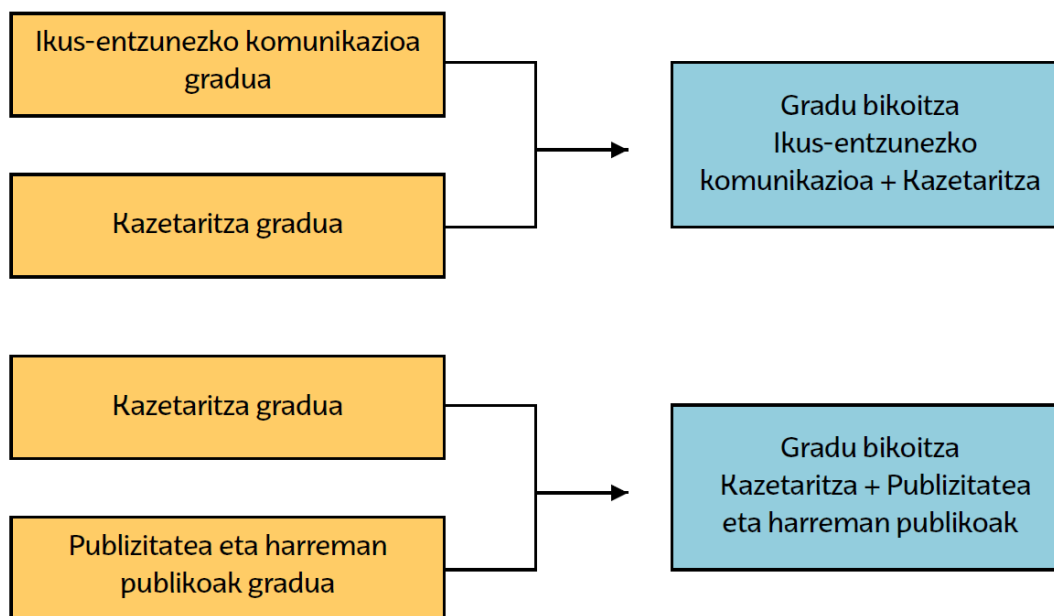 Ikus-entzunezko komunikazioa
gradua
Kazetaritza gradua
Gradu bikoitza
Ikus-entzunezko
komunikazioa + Kazetaritza
Kazetaritza gradua
Publizitatea eta harreman
publikoak gradua
Gradu bikoitza
Kazetaritza + Publizitatea
eta harreman publikoak